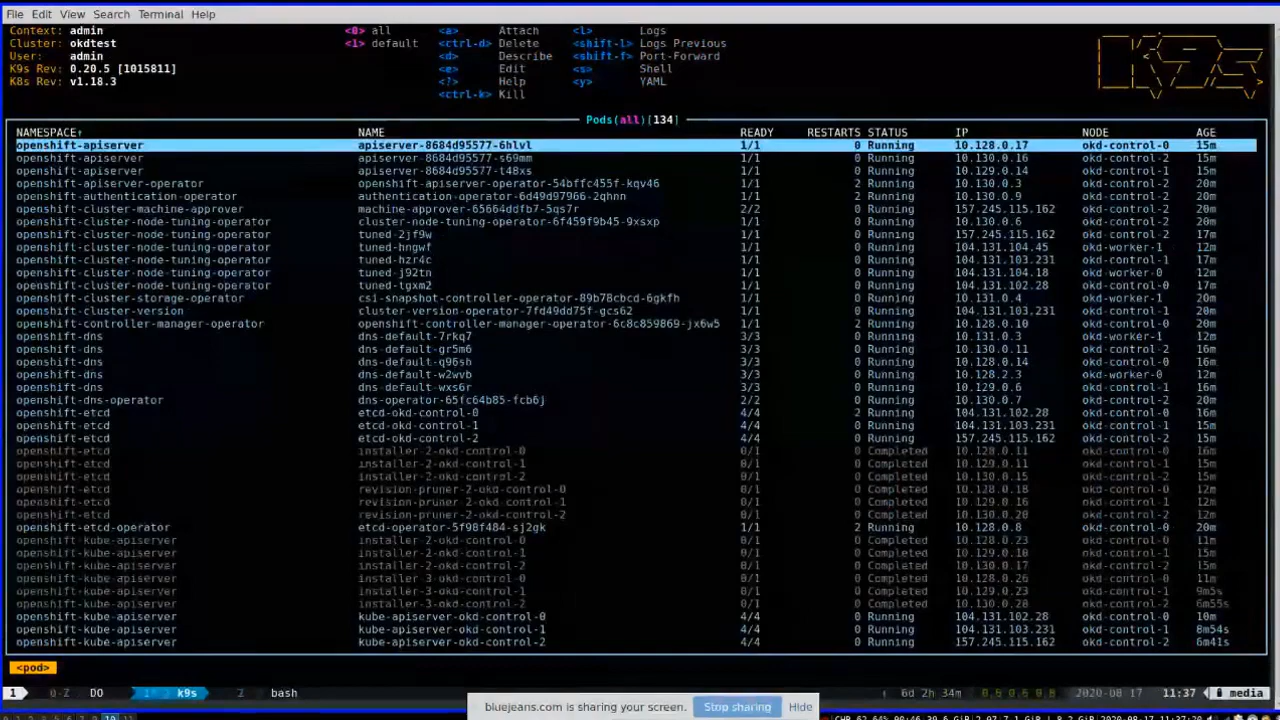 File Edit View Search Terminal Help
Context: admin <0> all <a> Attach <l> Logs
Cluster: okdtest <1> default <ctrl-d> Delete <shift-l> Logs Previous
User: admin <d> Describe <shift-f> Port-Forward
K9s Rev: 0.20.5 [1015811] <e> Edit <s> Shell
K8s Rev: v1.18.3 <?> Help <y> YAML
<ctrl-k> Kill
Pods(all)[134]
NAMESPACE↑ NAME READY RESTARTS STATUS IP NODE AGE
openshift-apiserver apiserver-8684d95577-6hlvl 1/1 0 Running 10.128.0.17 okd-control-0 15m
openshift-apiserver apiserver-8684d95577-s69mm 1/1 0 Running 10.130.0.16 okd-control-2 15m
openshift-apiserver apiserver-8684d95577-t48xs 1/1 0 Running 10.129.0.14 okd-control-1 15m
openshift-apiserver-operator openshift-apiserver-operator-54bffc455f-kqv46 1/1 2 Running 10.130.0.3 okd-control-2 20m
openshift-authentication-operator authentication-operator-6d49d97966-2qhnn 1/1 2 Running 10.130.0.9 okd-control-2 20m
openshift-cluster-machine-approver machine-approver-65664ddfb7-5qs7r 2/2 0 Running 157.245.115.162 okd-control-2 20m
openshift-cluster-node-tuning-operator cluster-node-tuning-operator-6f459f9b45-9xsxp 1/1 0 Running 10.130.0.6 okd-control-2 20m
openshift-cluster-node-tuning-operator tuned-2jf9w 1/1 0 Running 157.245.115.162 okd-control-2 17m
openshift-cluster-node-tuning-operator tuned-hngwf 1/1 0 Running 104.131.104.45 okd-worker-1 12m
openshift-cluster-node-tuning-operator tuned-hzr4c 1/1 0 Running 104.131.103.231 okd-control-1 17m
openshift-cluster-node-tuning-operator tuned-j92tn 1/1 0 Running 104.131.104.18 okd-worker-0 12m
openshift-cluster-node-tuning-operator tuned-tgxm2 1/1 0 Running 104.131.102.28 okd-control-0 17m
openshift-cluster-storage-operator csi-snapshot-controller-operator-89b78cbcd-6gkfh 1/1 0 Running 10.131.0.4 okd-worker-1 20m
openshift-cluster-version cluster-version-operator-7fd49dd75f-gcs62 1/1 0 Running 104.131.103.231 okd-control-1 20m
openshift-controller-manager-operator openshift-controller-manager-operator-6c8c859869-jx6w5 1/1 2 Running 10.128.0.10 okd-control-0 20m
openshift-dns dns-default-7rkq7 3/3 0 Running 10.131.0.3 okd-worker-1 12m
openshift-dns dns-default-gr5m6 3/3 0 Running 10.130.0.11 okd-control-2 16m
openshift-dns dns-default-q96sh 3/3 0 Running 10.128.0.14 okd-control-0 16m
openshift-dns dns-default-w2wvb 3/3 0 Running 10.128.2.3 okd-worker-0 12m
openshift-dns dns-default-wxs6r 3/3 0 Running 10.129.0.6 okd-control-1 16m
openshift-dns-operator dns-operator-65fc64b85-fcb6j 2/2 0 Running 10.130.0.7 okd-control-2 20m
openshift-etcd etcd-okd-control-0 4/4 2 Running 104.131.102.28 okd-control-0 16m
openshift-etcd etcd-okd-control-1 4/4 0 Running 104.131.103.231 okd-control-1 15m
openshift-etcd etcd-okd-control-2 4/4 0 Running 157.245.115.162 okd-control-2 15m
openshift-etcd installer-2-okd-control-0 0/1 0 Completed 10.128.0.11 okd-control-0 16m
openshift-etcd installer-2-okd-control-1 0/1 0 Completed 10.129.0.11 okd-control-1 15m
openshift-etcd installer-2-okd-control-2 0/1 0 Completed 10.130.0.15 okd-control-2 15m
openshift-etcd revision-pruner-2-okd-control-0 0/1 0 Completed 10.128.0.18 okd-control-0 12m
openshift-etcd revision-pruner-2-okd-control-1 0/1 0 Completed 10.129.0.16 okd-control-1 12m
openshift-etcd revision-pruner-2-okd-control-2 0/1 0 Completed 10.130.0.20 okd-control-2 12m
openshift-etcd-operator etcd-operator-5f98f484-sj2gk 1/1 2 Running 10.128.0.8 okd-control-0 20m
openshift-kube-apiserver installer-2-okd-control-0 0/1 0 Completed 10.128.0.23 okd-control-0 11m
openshift-kube-apiserver installer-2-okd-control-1 0/1 0 Completed 10.129.0.10 okd-control-1 15m
openshift-kube-apiserver installer-2-okd-control-2 0/1 0 Completed 10.130.0.17 okd-control-2 15m
openshift-kube-apiserver installer-3-okd-control-0 0/1 0 Completed 10.128.0.26 okd-control-0 11m
openshift-kube-apiserver installer-3-okd-control-1 0/1 0 Completed 10.129.0.23 okd-control-1 9m5s
openshift-kube-apiserver installer-3-okd-control-2 0/1 0 Completed 10.130.0.28 okd-control-2 6m55s
openshift-kube-apiserver kube-apiserver-okd-control-0 4/4 0 Running 104.131.102.28 okd-control-0 10m
openshift-kube-apiserver kube-apiserver-okd-control-1 4/4 0 Running 104.131.103.231 okd-control-1 8m54s
openshift-kube-apiserver kube-apiserver-okd-control-2 4/4 0 Running 157.245.115.162 okd-control-2 6m41s
<pod>
1 DO k9s 2 bash ↑ 6d 2h 34m 2020-08-17 11:37 media
bluejeans.com is sharing your screen. Stop sharing Hide